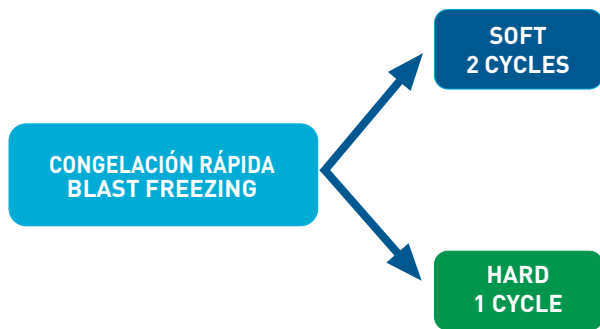 SOFT
2 CYCLES
CONGELACIÓN RÁPIDA
BLAST FREEZING
HARD
1 CYCLE